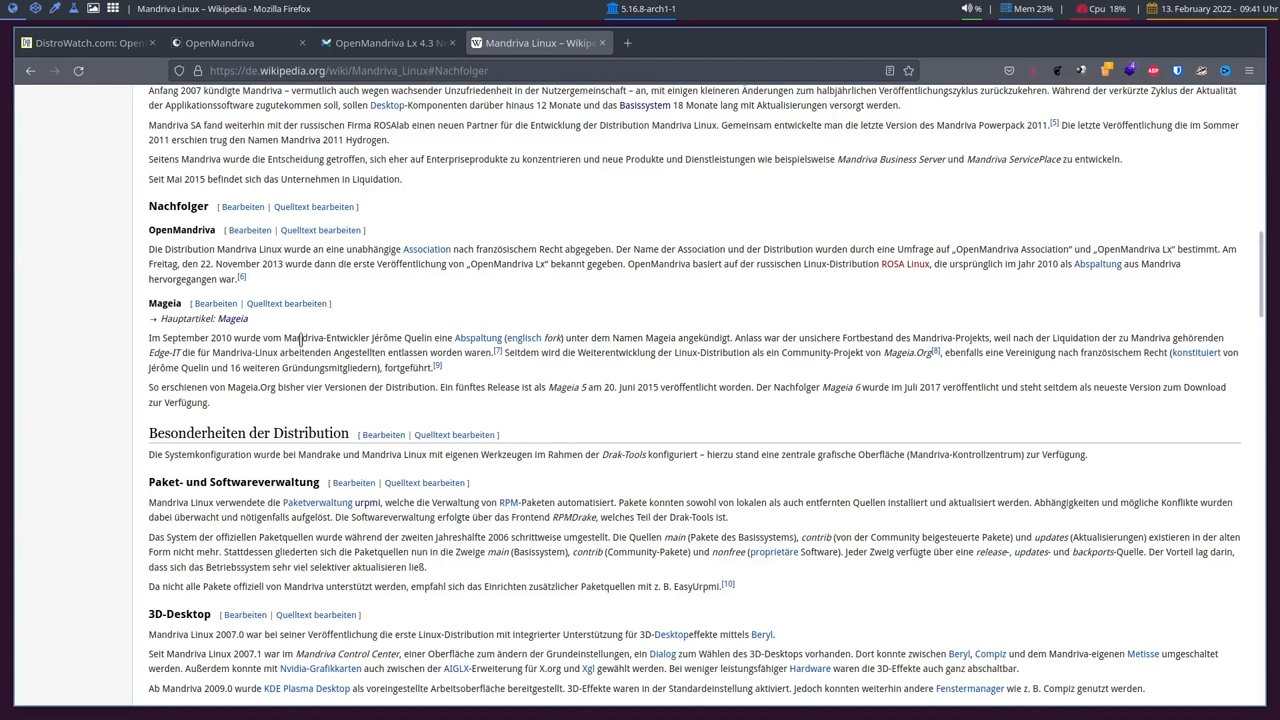 Mandriva Linux – Wikipedia - Mozilla Firefox
5.16.8-arch1-1
%
Mem 23%
Cpu 18%
13. February 2022 - 09:41 Uhr
DistroWatch.com: Open
OpenMandriva
OpenMandriva Lx 4.3 Ne
Mandriva Linux – Wikipe
https://de.wikipedia.org/wiki/Mandriva_Linux#Nachfolger
Anfang 2007 kündigte Mandriva – vermutlich auch wegen wachsender Unzufriedenheit in der Nutzergemeinschaft – an, mit einigen kleineren Änderungen zum halbjährlichen Veröffentlichungszyklus zurückzukehren. Während der verkürzte Zyklus der Aktualität
der Applikationssoftware zugutekommen soll, sollen Desktop-Komponenten darüber hinaus 12 Monate und das Basissystem 18 Monate lang mit Aktualisierungen versorgt werden.
Mandriva SA fand weiterhin mit der russischen Firma ROSAlab einen neuen Partner für die Entwicklung der Distribution Mandriva Linux. Gemeinsam entwickelte man die letzte Version des Mandriva Powerpack 2011.[5] Die letzte Veröffentlichung die im Sommer
2011 erschien trug den Namen Mandriva 2011 Hydrogen.
Seitens Mandriva wurde die Entscheidung getroffen, sich eher auf Enterpriseprodukte zu konzentrieren und neue Produkte und Dienstleistungen wie beispielsweise Mandriva Business Server und Mandriva ServicePlace zu entwickeln.
Seit Mai 2015 befindet sich das Unternehmen in Liquidation.
Nachfolger [ Bearbeiten | Quelltext bearbeiten ]
OpenMandriva [ Bearbeiten | Quelltext bearbeiten ]
Die Distribution Mandriva Linux wurde an eine unabhängige Association nach französischem Recht abgegeben. Der Name der Association und der Distribution wurden durch eine Umfrage auf „OpenMandriva Association“ und „OpenMandriva Lx“ bestimmt. Am
Freitag, den 22. November 2013 wurde dann die erste Veröffentlichung von „OpenMandriva Lx“ bekannt gegeben. OpenMandriva basiert auf der russischen Linux-Distribution ROSA Linux, die ursprünglich im Jahr 2010 als Abspaltung aus Mandriva
hervorgegangen war.[6]
Mageia [ Bearbeiten | Quelltext bearbeiten ]
→ Hauptartikel: Mageia
Im September 2010 wurde vom Mandriva-Entwickler Jérôme Quelin eine Abspaltung (englisch fork) unter dem Namen Mageia angekündigt. Anlass war der unsichere Fortbestand des Mandriva-Projekts, weil nach der Liquidation der zu Mandriva gehörenden
Edge-IT die für Mandriva-Linux arbeitenden Angestellten entlassen worden waren.[7] Seitdem wird die Weiterentwicklung der Linux-Distribution als ein Community-Projekt von Mageia.Org[8], ebenfalls eine Vereinigung nach französischem Recht (konstituiert von
Jérôme Quelin und 16 weiteren Gründungsmitgliedern), fortgeführt.[9]
So erschienen von Mageia.Org bisher vier Versionen der Distribution. Ein fünftes Release ist als Mageia 5 am 20. Juni 2015 veröffentlicht worden. Der Nachfolger Mageia 6 wurde im Juli 2017 veröffentlicht und steht seitdem als neueste Version zum Download
zur Verfügung.
Besonderheiten der Distribution [ Bearbeiten | Quelltext bearbeiten ]
Die Systemkonfiguration wurde bei Mandrake und Mandriva Linux mit eigenen Werkzeugen im Rahmen der Drak-Tools konfiguriert – hierzu stand eine zentrale grafische Oberfläche (Mandriva-Kontrollzentrum) zur Verfügung.
Paket- und Softwareverwaltung [ Bearbeiten | Quelltext bearbeiten ]
Mandriva Linux verwendete die Paketverwaltung urpmi, welche die Verwaltung von RPM-Paketen automatisiert. Pakete konnten sowohl von lokalen als auch entfernten Quellen installiert und aktualisiert werden. Abhängigkeiten und mögliche Konflikte wurden
dabei überwacht und nötigenfalls aufgelöst. Die Softwareverwaltung erfolgte über das Frontend RPMDrake, welches Teil der Drak-Tools ist.
Das System der offiziellen Paketquellen wurde während der zweiten Jahreshälfte 2006 schrittweise umgestellt. Die Quellen main (Pakete des Basissystems), contrib (von der Community beigesteuerte Pakete) und updates (Aktualisierungen) existieren in der alten
Form nicht mehr. Stattdessen gliederten sich die Paketquellen nun in die Zweige main (Basissystem), contrib (Community-Pakete) und nonfree (proprietäre Software). Jeder Zweig verfügte über eine release-, updates- und backports-Quelle. Der Vorteil lag darin,
dass sich das Betriebssystem sehr viel selektiver aktualisieren ließ.
Da nicht alle Pakete offiziell von Mandriva unterstützt werden, empfahl sich das Einrichten zusätzlicher Paketquellen mit z. B. EasyUrpmi.[10]
3D-Desktop [ Bearbeiten | Quelltext bearbeiten ]
Mandriva Linux 2007.0 war bei seiner Veröffentlichung die erste Linux-Distribution mit integrierter Unterstützung für 3D-Desktopeffekte mittels Beryl.
Seit Mandriva Linux 2007.1 war im Mandriva Control Center, einer Oberfläche zum ändern der Grundeinstellungen, ein Dialog zum Wählen des 3D-Desktops vorhanden. Dort konnte zwischen Beryl, Compiz und dem Mandriva-eigenen Metisse umgeschaltet
werden. Außerdem konnte mit Nvidia-Grafikkarten auch zwischen der AIGLX-Erweiterung für X.org und Xgl gewählt werden. Bei weniger leistungsfähiger Hardware waren die 3D-Effekte auch ganz abschaltbar.
Ab Mandriva 2009.0 wurde KDE Plasma Desktop als voreingestellte Arbeitsoberfläche bereitgestellt. 3D-Effekte waren in der Standardeinstellung aktiviert. Jedoch konnten weiterhin andere Fenstermanager wie z. B. Compiz genutzt werden.